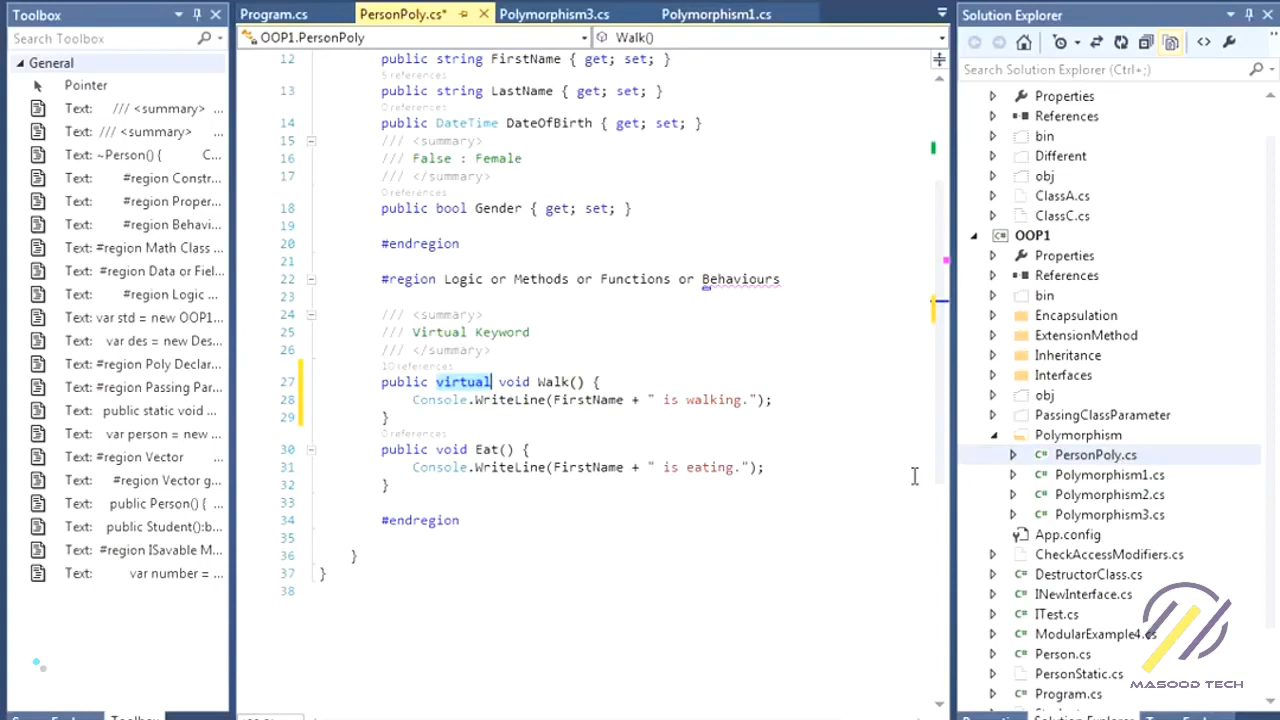 Toolbox
Search Toolbox
General
Pointer
Text: /// <summary> ...
Text: /// <summary> ...
Text: ~Person() { C...
Text: #region Constr...
Text: #region Proper...
Text: #region Behavi...
Text: #region Math Class ...
Text: #region Data or Fiel...
Text: #region Logic ...
Text: var std = new OOP1...
Text: var des = new Des...
Text: #region Poly Declar...
Text: #region Passing Par...
Text: public static void ...
Text: var person = new ...
Text: #region Vector ...
Text: #region Vector g...
Text: public Person() { ...
Text: public Student():b...
Text: #region ISavable M...
Text: var number = ...
Toolbox
Program.cs
PersonPoly.cs*
Polymorphism3.cs
Polymorphism1.cs
OOP1.PersonPoly
Walk()
12 public string FirstName { get; set; }
5 references
13 public string LastName { get; set; }
0 references
14 public DateTime DateOfBirth { get; set; }
15 /// <summary>
16 /// False : Female
17 /// </summary>
0 references
18 public bool Gender { get; set; }
19
20 #endregion
21
22 #region Logic or Methods or Functions or Behaviours
23
24 /// <summary>
25 /// Virtual Keyword
26 /// </summary>
10 references
27 public virtual void Walk() {
28 Console.WriteLine(FirstName + " is walking.");
29 }
0 references
30 public void Eat() {
31 Console.WriteLine(FirstName + " is eating.");
32 }
33
34 #endregion
35
36 }
37 }
38
Solution Explorer
Search Solution Explorer (Ctrl+;)
Properties
References
bin
Different
obj
ClassA.cs
ClassC.cs
OOP1
Properties
References
bin
Encapsulation
ExtensionMethod
Inheritance
Interfaces
obj
PassingClassParameter
Polymorphism
PersonPoly.cs
Polymorphism1.cs
Polymorphism2.cs
Polymorphism3.cs
App.config
CheckAccessModifiers.cs
DestructorClass.cs
INewInterface.cs
ITest.cs
ModularExample4.cs
Person.cs
PersonStatic.cs
Program.cs
MASOOD TECH